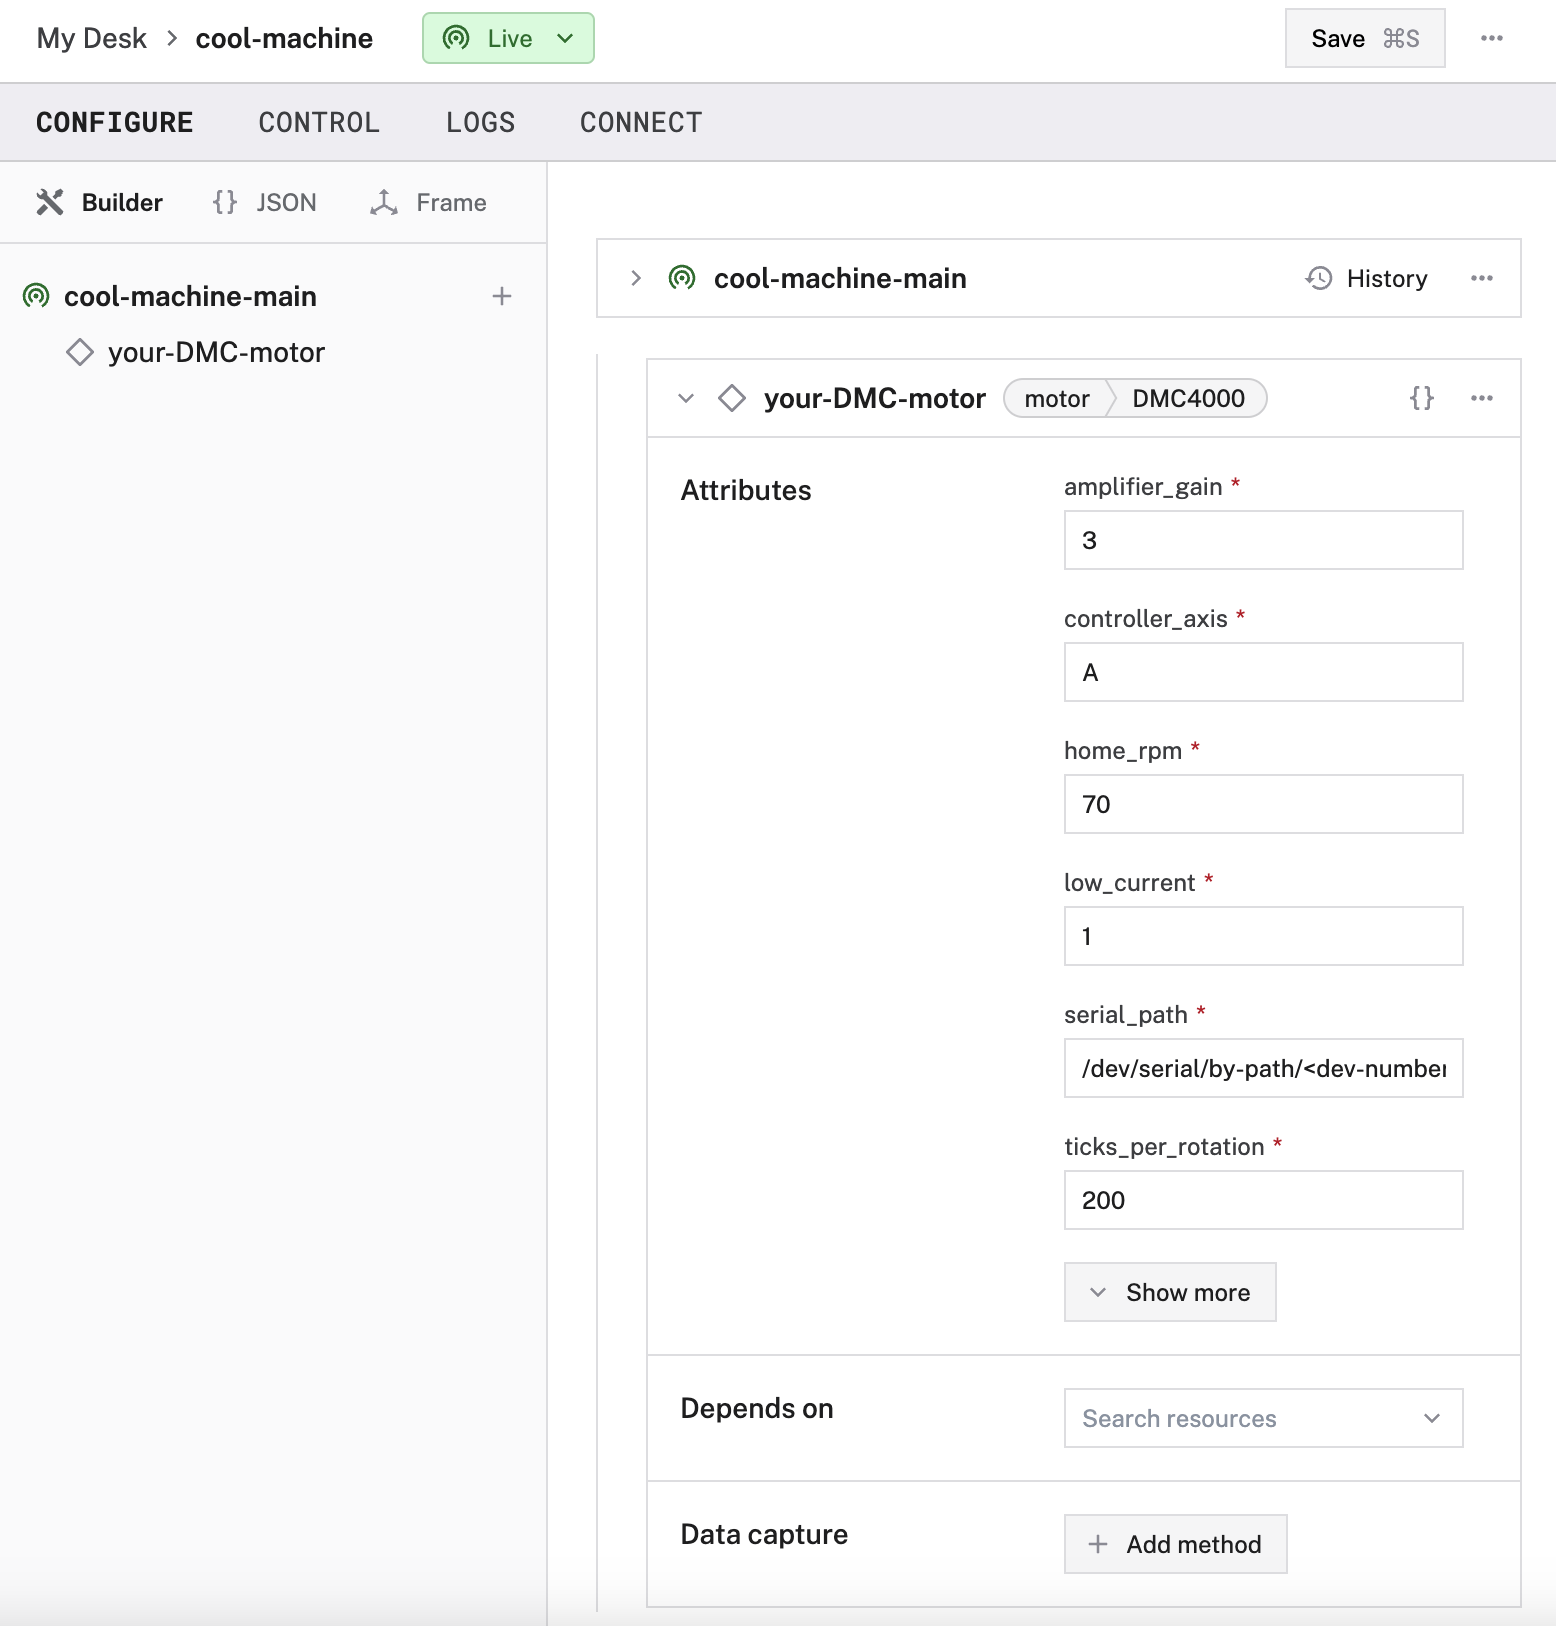 My Desk > cool-machine Live Save ⌘S
CONFIGURE CONTROL LOGS CONNECT
Builder {} JSON Frame
cool-machine-main
your-DMC-motor
cool-machine-main History
your-DMC-motor motor DMC4000 {}
Attributes
amplifier_gain *
3
controller_axis *
A
home_rpm *
70
low_current *
1
serial_path *
/dev/serial/by-path/<dev-number
ticks_per_rotation *
200
Show more
Depends on
Search resources
Data capture
Add method